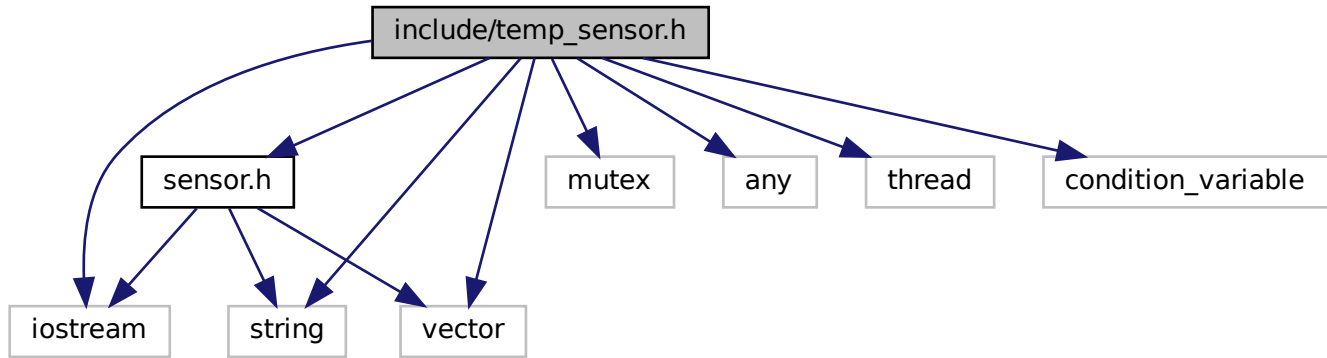 include/temp_sensor.h
sensor.h
mutex
any
thread
condition_variable
iostream
string
vector